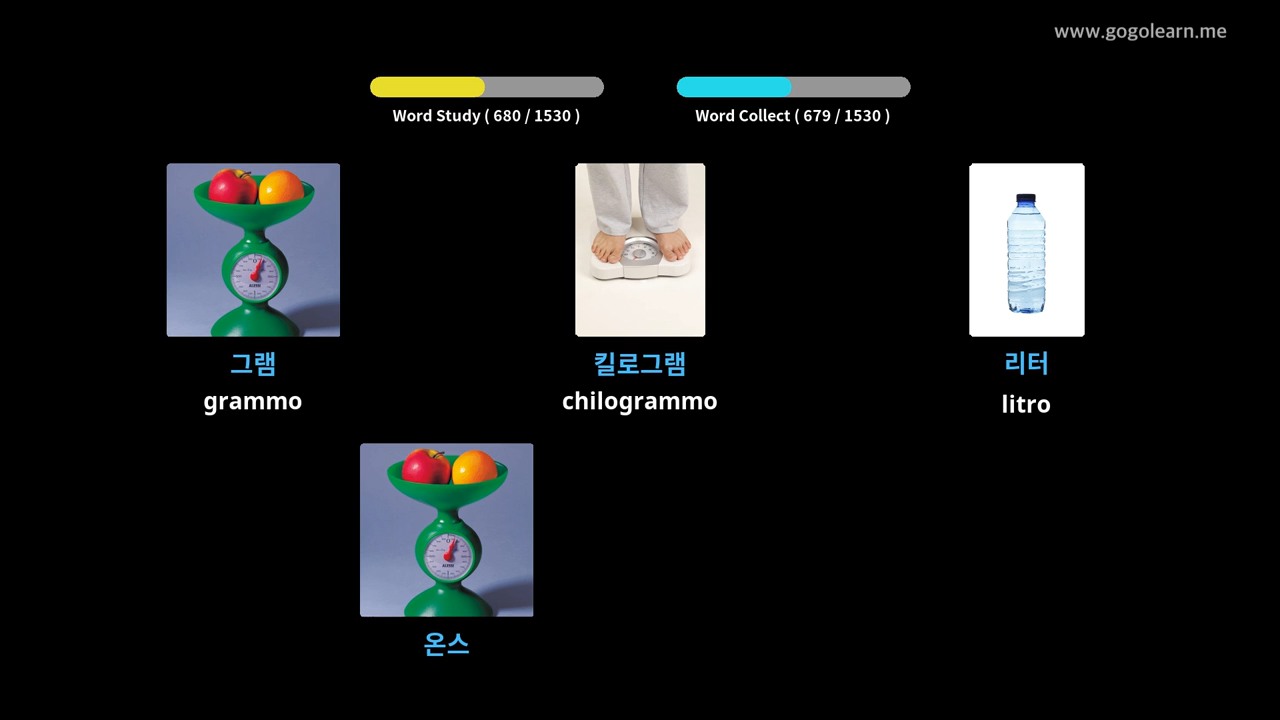 www.gogolearn.me
Word Study ( 680 / 1530 )
Word Collect ( 679 / 1530 )
그램
grammo
킬로그램
chilogrammo
리터
litro
온스